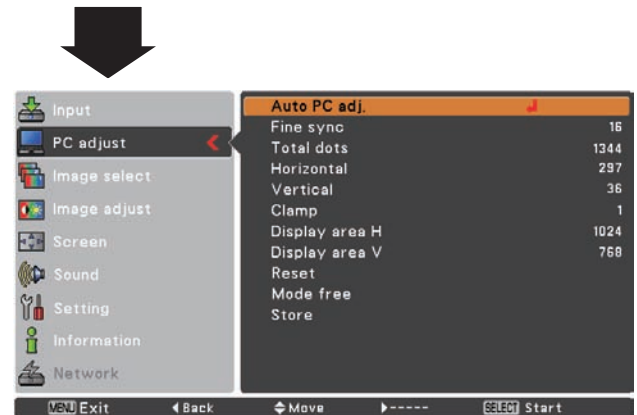 Input
PC adjust
Image select
Image adjust
Screen
Sound
Setting
Information
Network
Auto PC adj.
Fine sync 16
Total dots 1344
Horizontal 297
Vertical 36
Clamp 1
Display area H 1024
Display area V 768
Reset
Mode free
Store
MENU Exit ◀Back ◆Move ▶----- SELECT Start